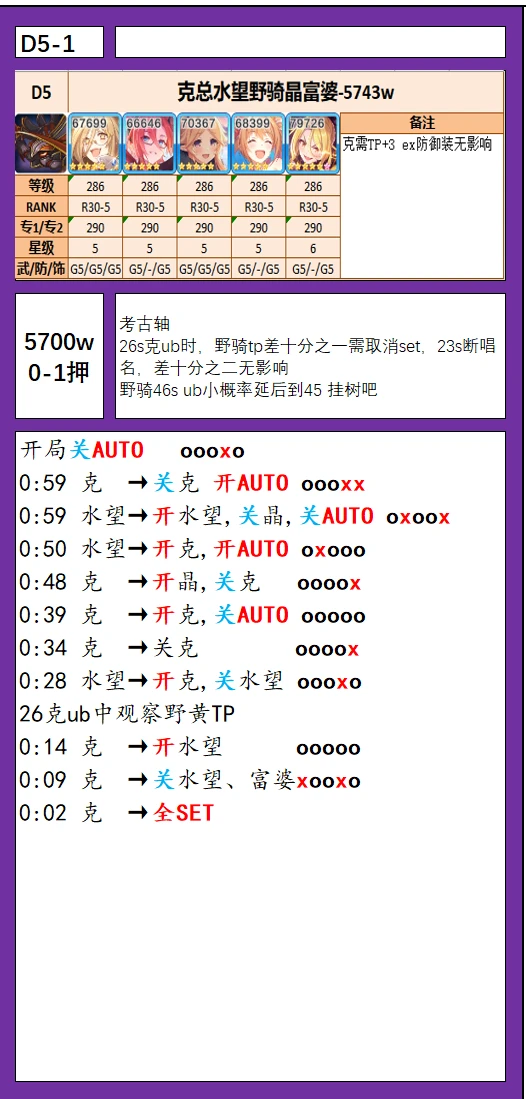 D5-1
D5 克总水望野骑晶富婆-5743w
67699 66646 70367 68399 79726 备注
克需TP+3 ex防御装无影响
等级 286 286 286 286 286
RANK R30-5 R30-5 R30-5 R30-5 R30-5
专1/专2 290 290 290 290 290
星级 5 5 5 5 6
武/防/饰 G5/G5/G5 G5/-/G5 G5/G5/G5 G5/-/G5 G5/-/G5
5700w
0-1押
考古轴
26s克ub时，野骑tp差十分之一需取消set，23s断唱
名，差十分之二无影响
野骑46s ub小概率延后到45 挂树吧
开局关AUTO oooxo
0:59 克 →关克 开AUTO oooxx
0:59 水望→开水望,关晶,关AUTO oxoox
0:50 水望→开克,开AUTO oxooo
0:48 克 →开晶,关克 oooox
0:39 克 →开克,关AUTO ooooo
0:34 克 →关克 oooox
0:28 水望→开克,关水望 oooxo
26克ub中观察野黄TP
0:14 克 →开水望 ooooo
0:09 克 →关水望、富婆xooxo
0:02 克 →全SET